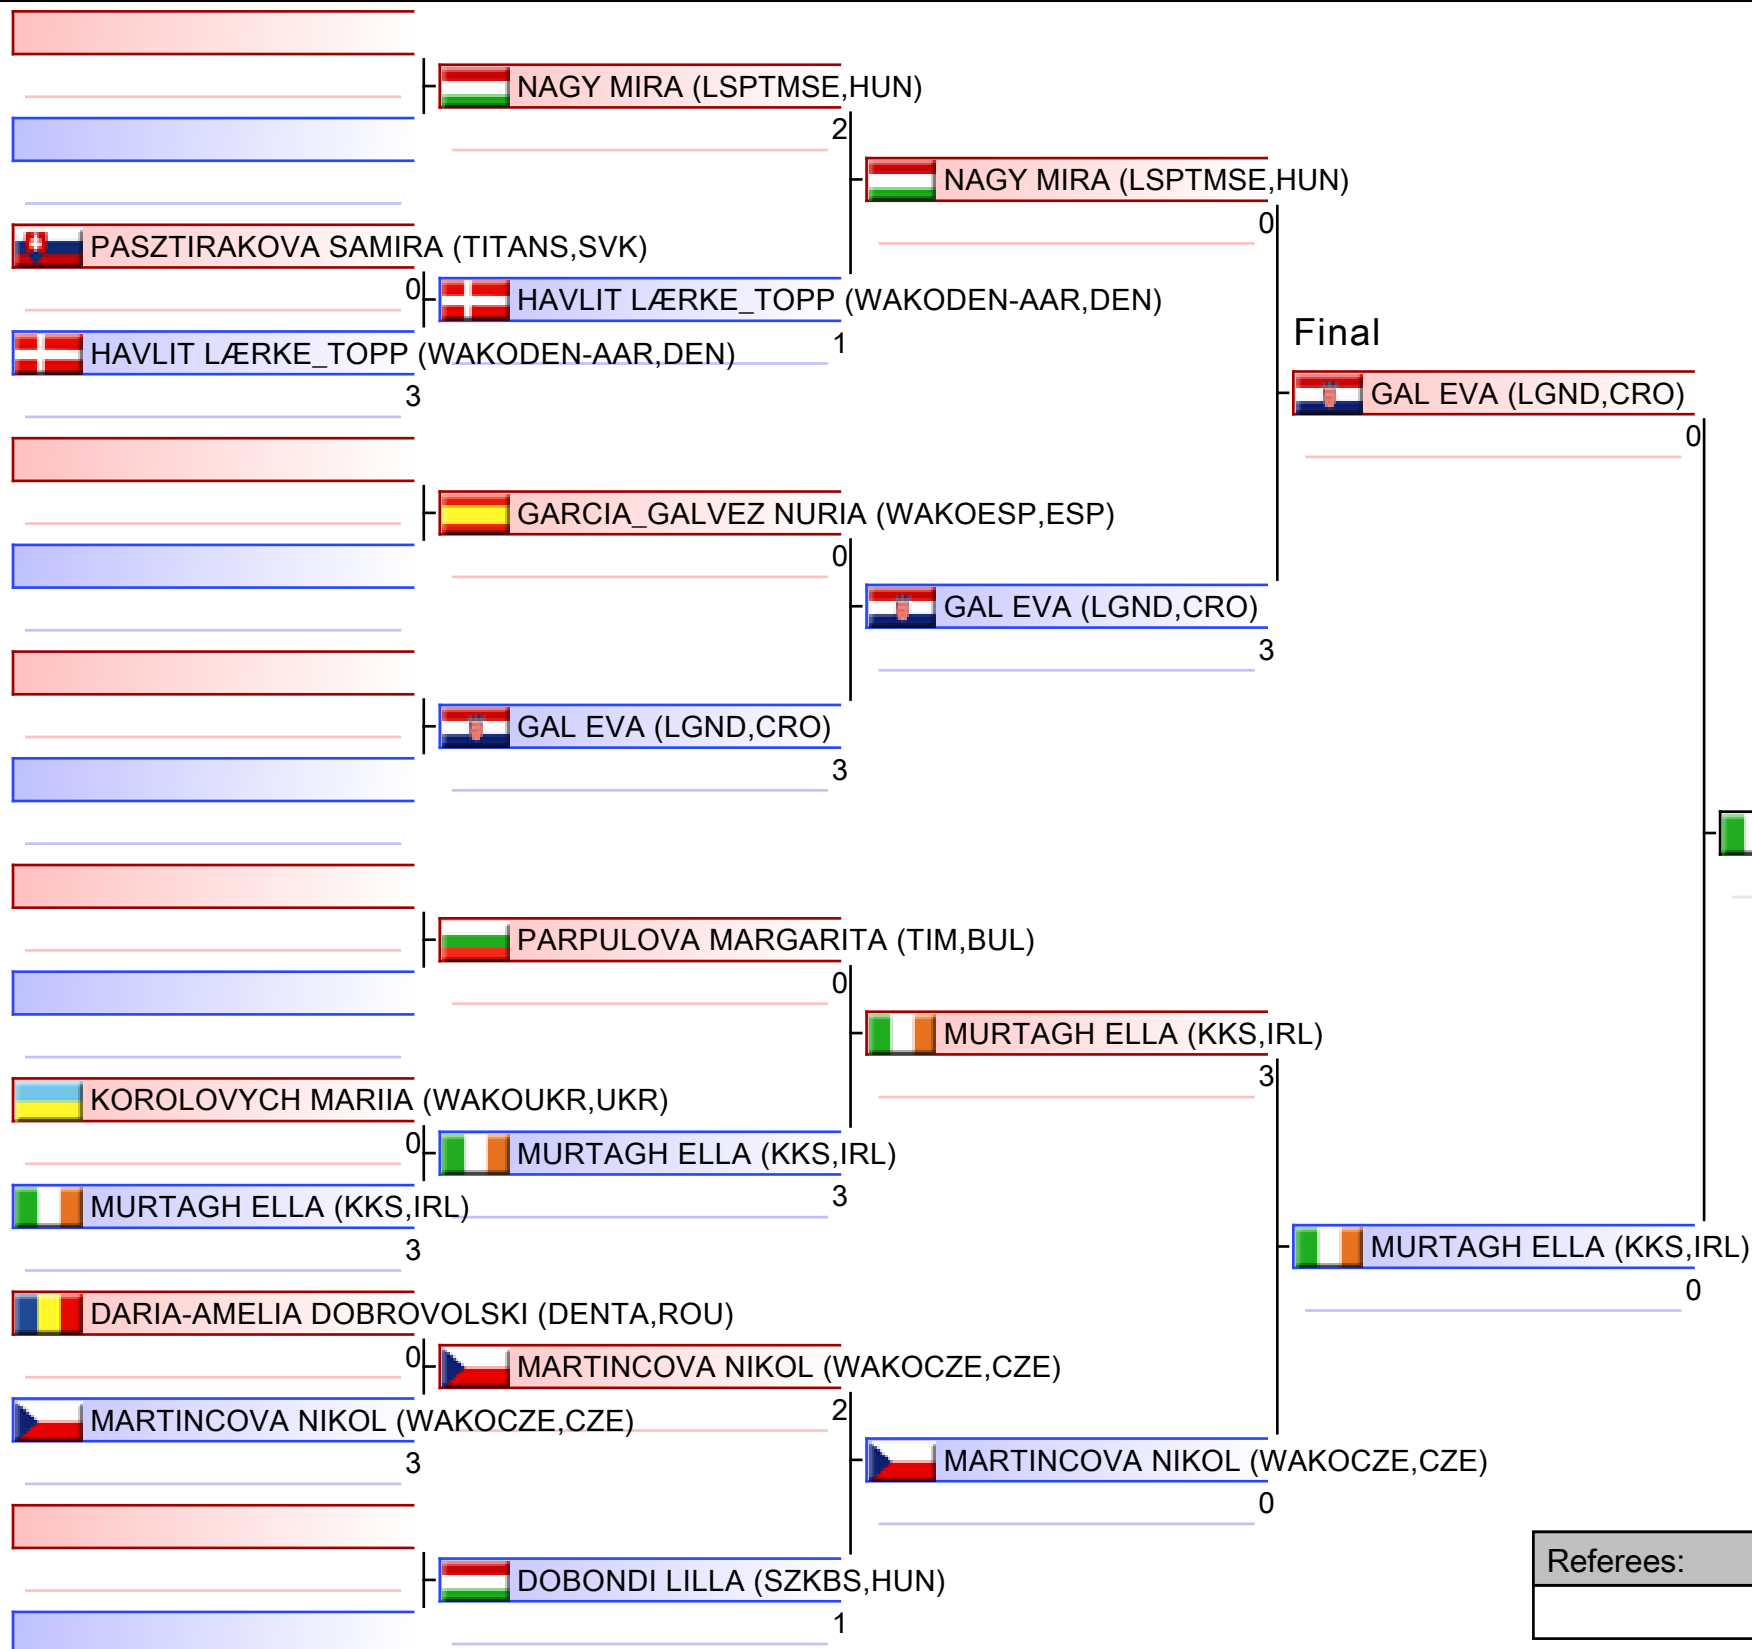 NAGY MIRA (LSPTMSE,HUN)
2
NAGY MIRA (LSPTMSE,HUN)
0
PASZTIRAKOVA SAMIRA (TITANS,SVK)
0
HAVLIT LÆRKE_TOPP (WAKODEN-AAR,DEN)
1
HAVLIT LÆRKE_TOPP (WAKODEN-AAR,DEN)
3
Final
GAL EVA (LGND,CRO)
0
GARCIA_GALVEZ NURIA (WAKOESP,ESP)
0
GAL EVA (LGND,CRO)
3
GAL EVA (LGND,CRO)
3
PARPULOVA MARGARITA (TIM,BUL)
0
MURTAGH ELLA (KKS,IRL)
3
KOROLOVYCH MARIIA (WAKOUKR,UKR)
0
MURTAGH ELLA (KKS,IRL)
3
MURTAGH ELLA (KKS,IRL)
3
MURTAGH ELLA (KKS,IRL)
0
DARIA-AMELIA DOBROVOLSKI (DENTA,ROU)
0
MARTINCOVA NIKOL (WAKOCZE,CZE)
2
MARTINCOVA NIKOL (WAKOCZE,CZE)
3
MARTINCOVA NIKOL (WAKOCZE,CZE)
0
DOBONDI LILLA (SZKBS,HUN)
1
Referees: